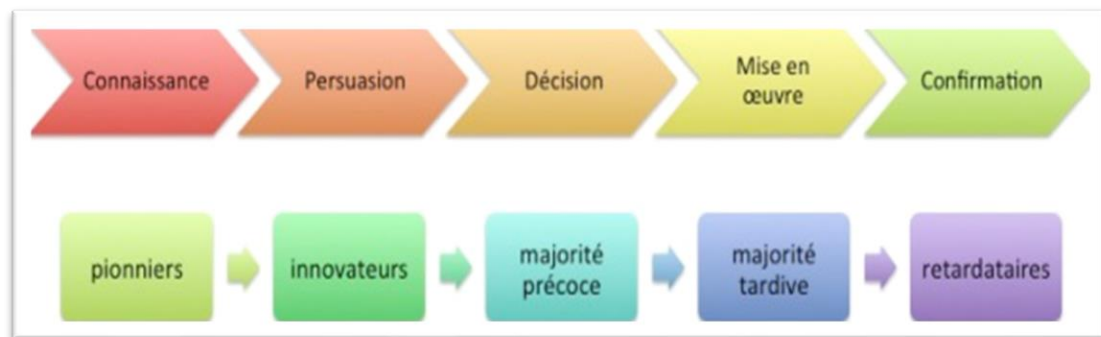 Connaissance
Persuasion
Décision
Mise en
œuvre
Confirmation
pionniers
innovateurs
majorité
précoce
majorité
tardive
retardataires